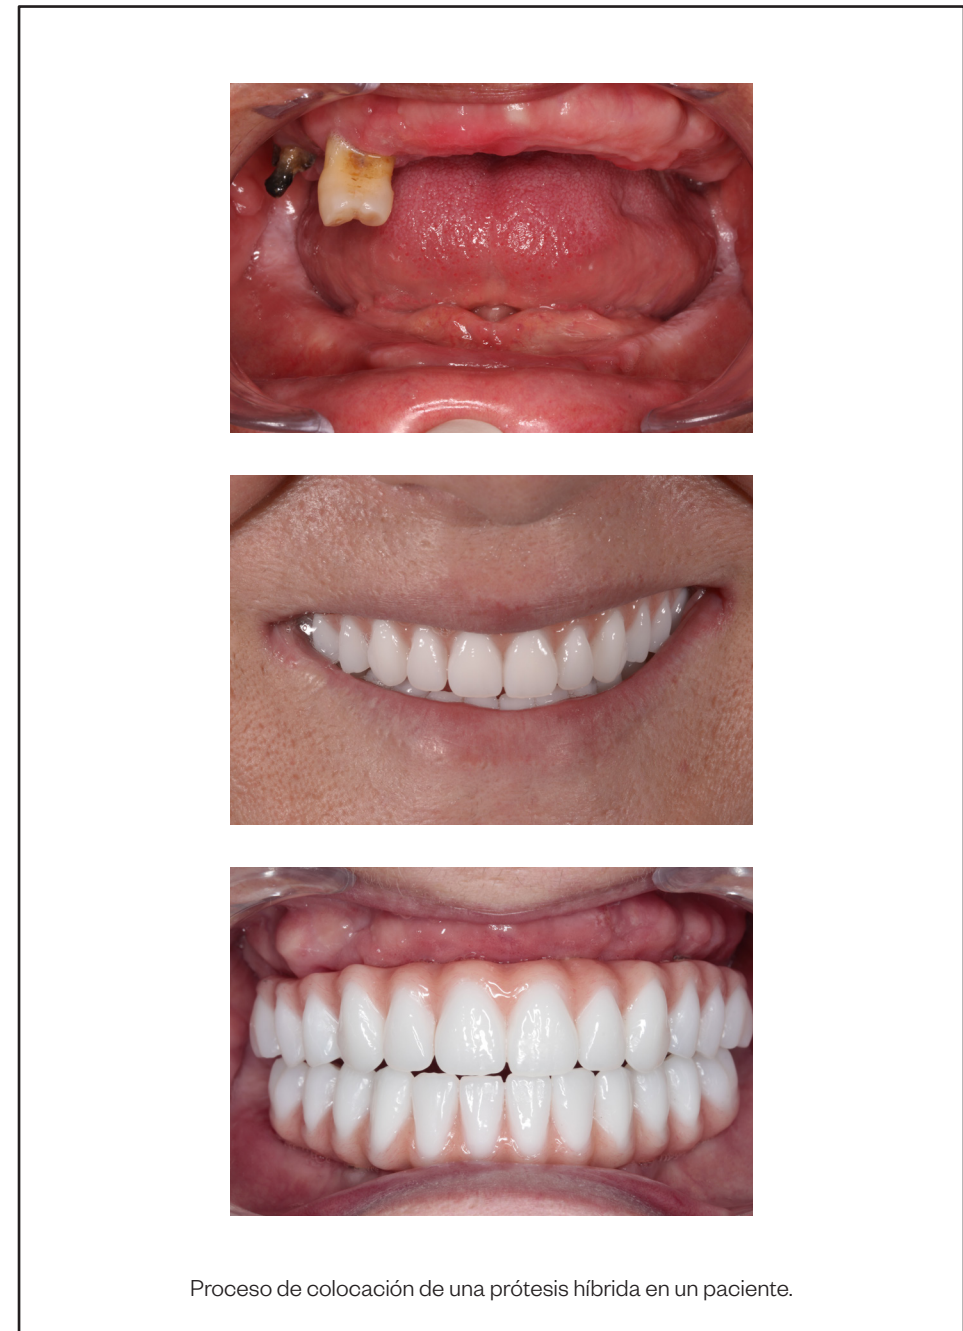 Proceso de colocación de una prótesis híbrida en un paciente.